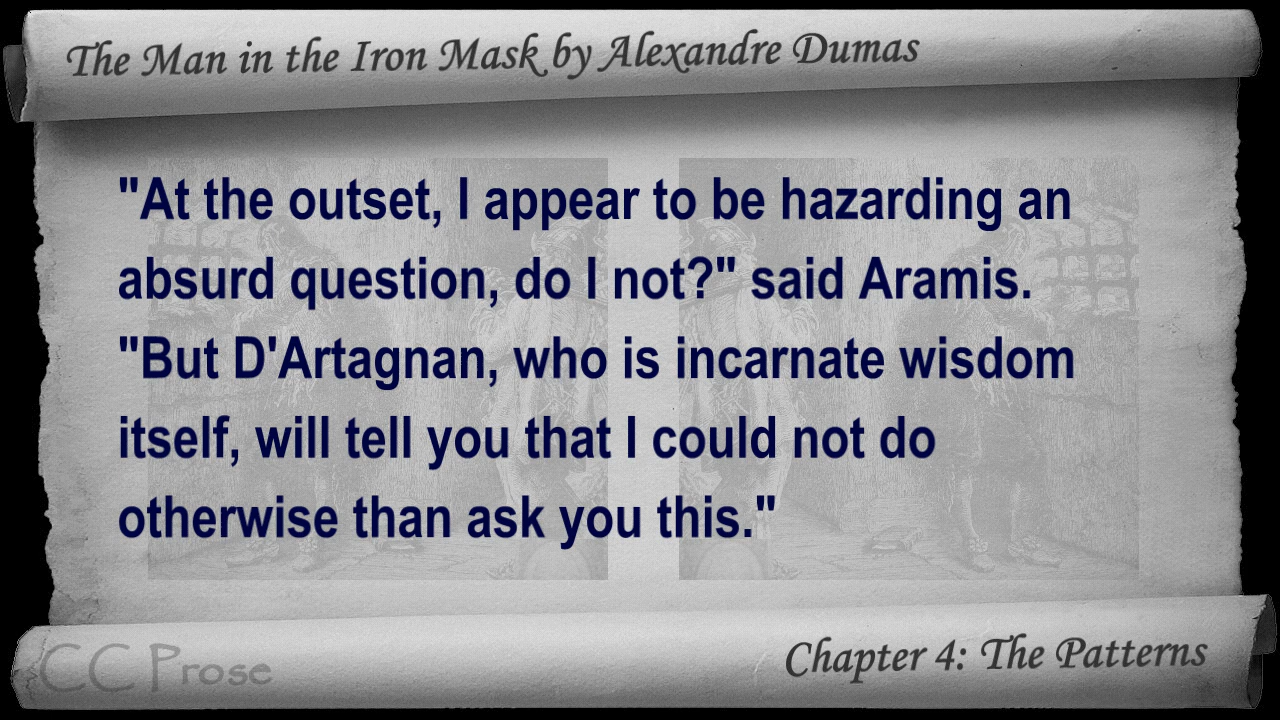 The Man in the Iron Mask by Alexandre Dumas
"At the outset, I appear to be hazarding an
absurd question, do I not?" said Aramis.
"But D'Artagnan, who is incarnate wisdom
itself, will tell you that I could not do
otherwise than ask you this."
CC Prose
Chapter 4: The Patterns